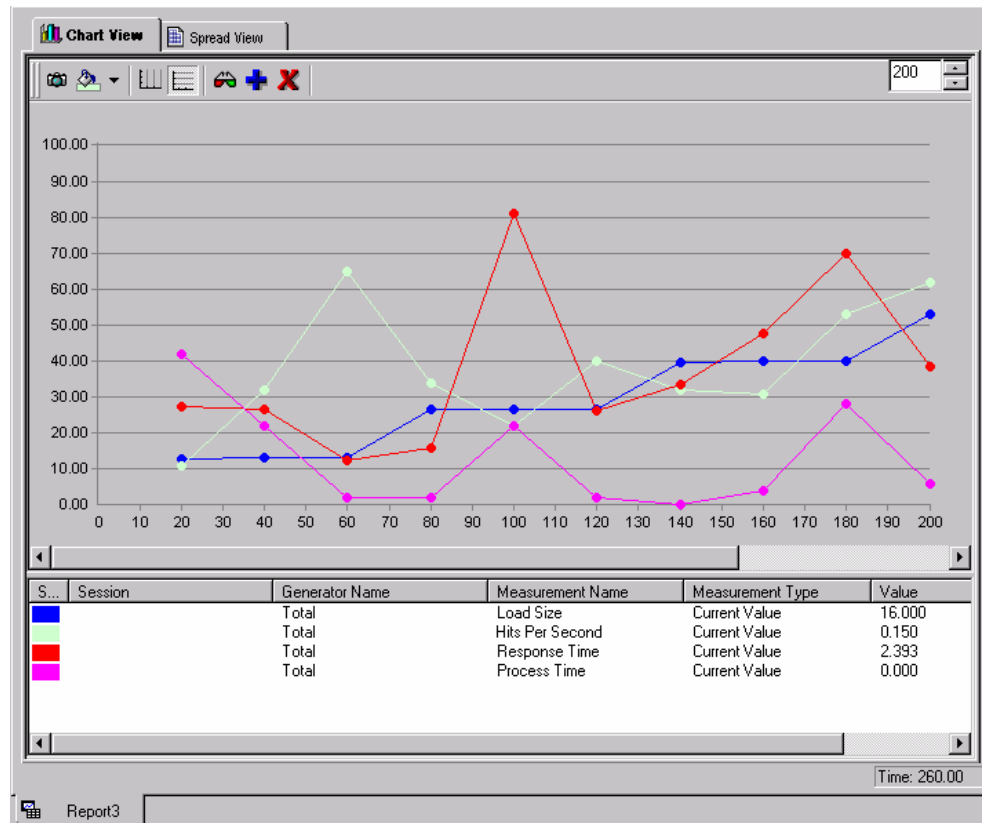 Chart View Spread View
200
100.00
90.00
80.00
70.00
60.00
50.00
40.00
30.00
20.00
10.00
0.00
0 10 20 30 40 50 60 70 80 90 100 110 120 130 140 150 160 170 180 190 200
S... Session Generator Name Measurement Name Measurement Type Value
Total Load Size Current Value 16.000
Total Hits Per Second Current Value 0.150
Total Response Time Current Value 2.393
Total Process Time Current Value 0.000
Time: 260.00
Report3